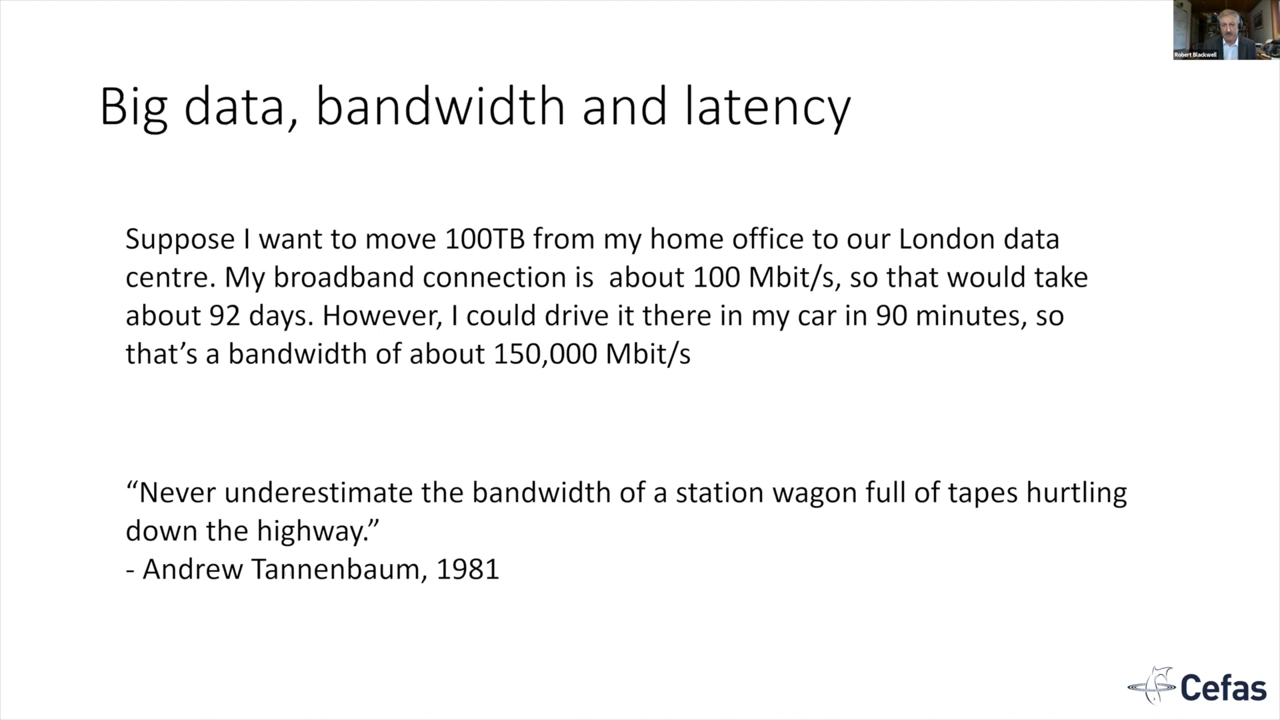 Robert Blackwell
Big data, bandwidth and latency
Suppose I want to move 100TB from my home office to our London data
centre. My broadband connection is  about 100 Mbit/s, so that would take
about 92 days. However, I could drive it there in my car in 90 minutes, so
that’s a bandwidth of about 150,000 Mbit/s
“Never underestimate the bandwidth of a station wagon full of tapes hurtling
down the highway.”
- Andrew Tannenbaum, 1981
Cefas